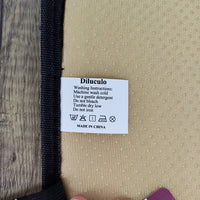 Diluculo
Washing Instructions:
Machine wash cold
Use a gentle detergent
Do not bleach
Tumble dry low
Do not iron
MADE IN CHINA